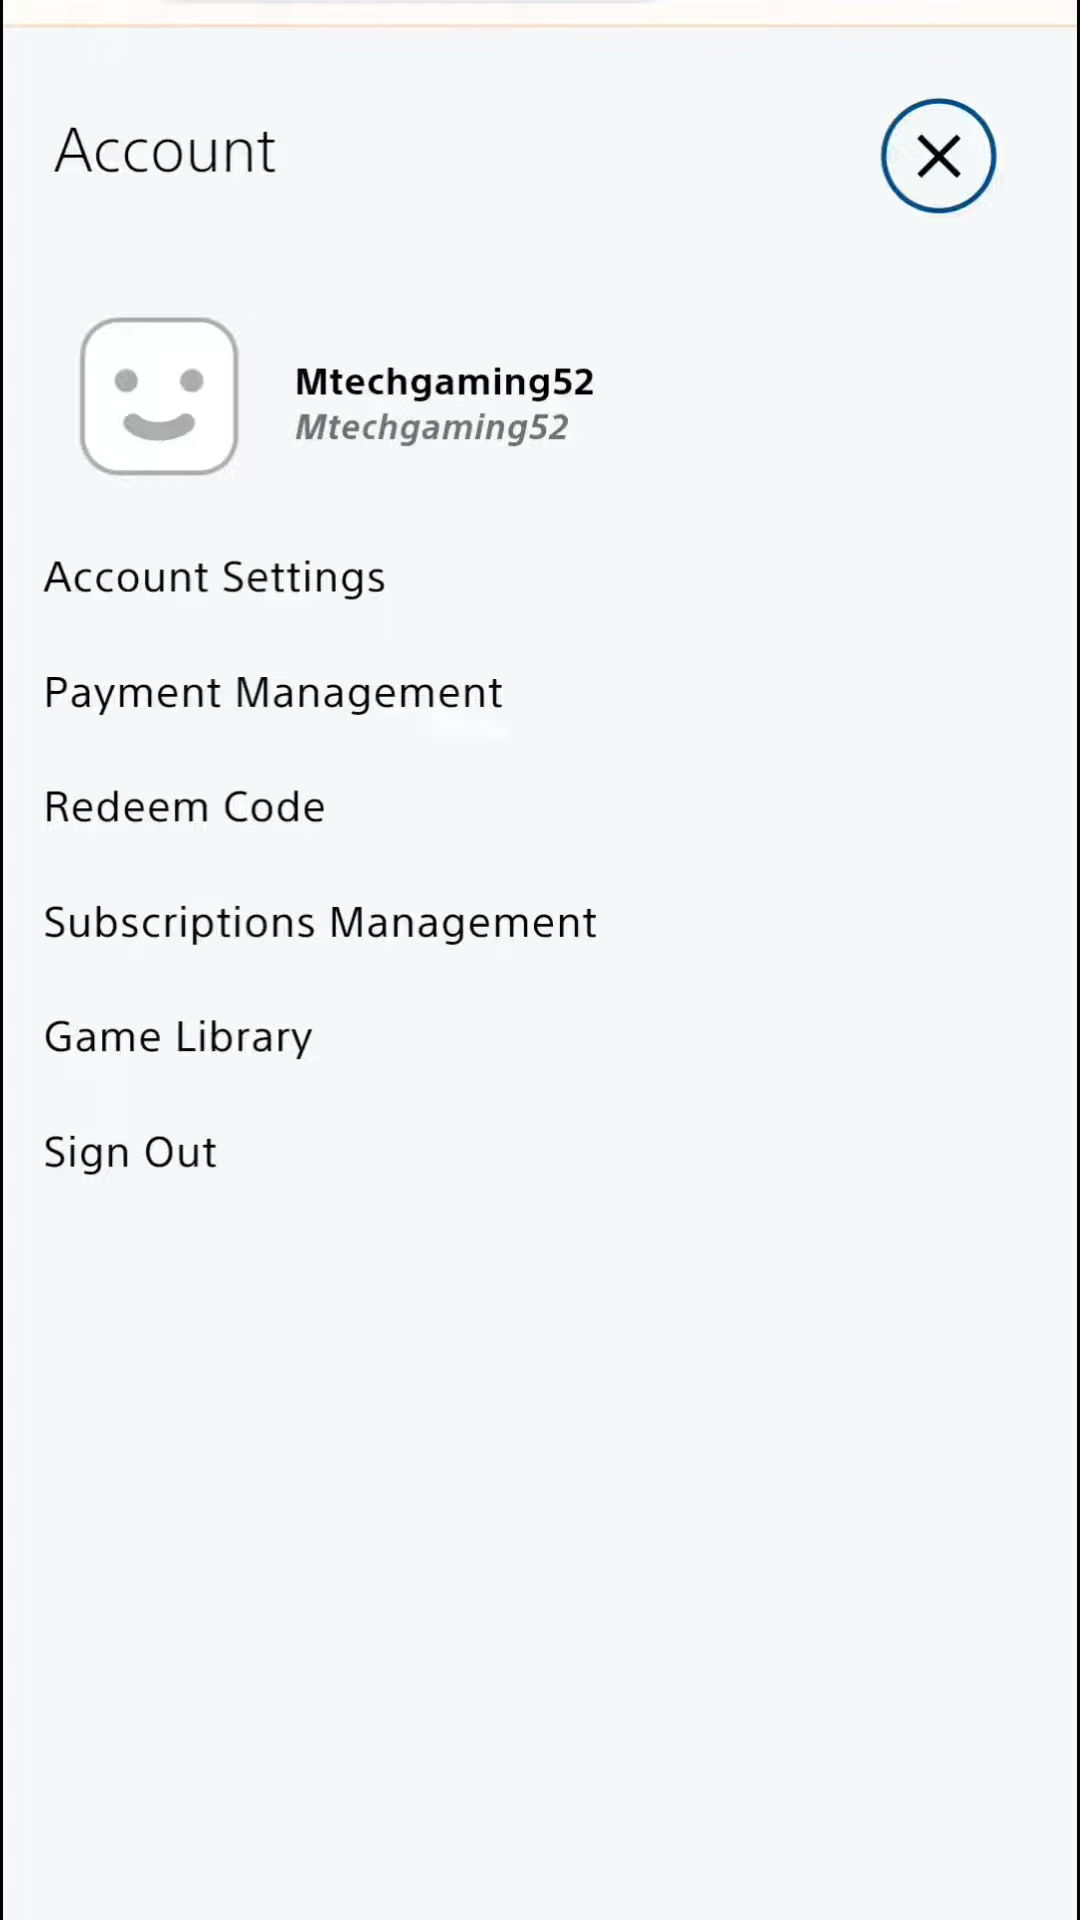 Account
Mtechgaming52
Mtechgaming52
Account Settings
Payment Management
Redeem Code
Subscriptions Management
Game Library
Sign Out